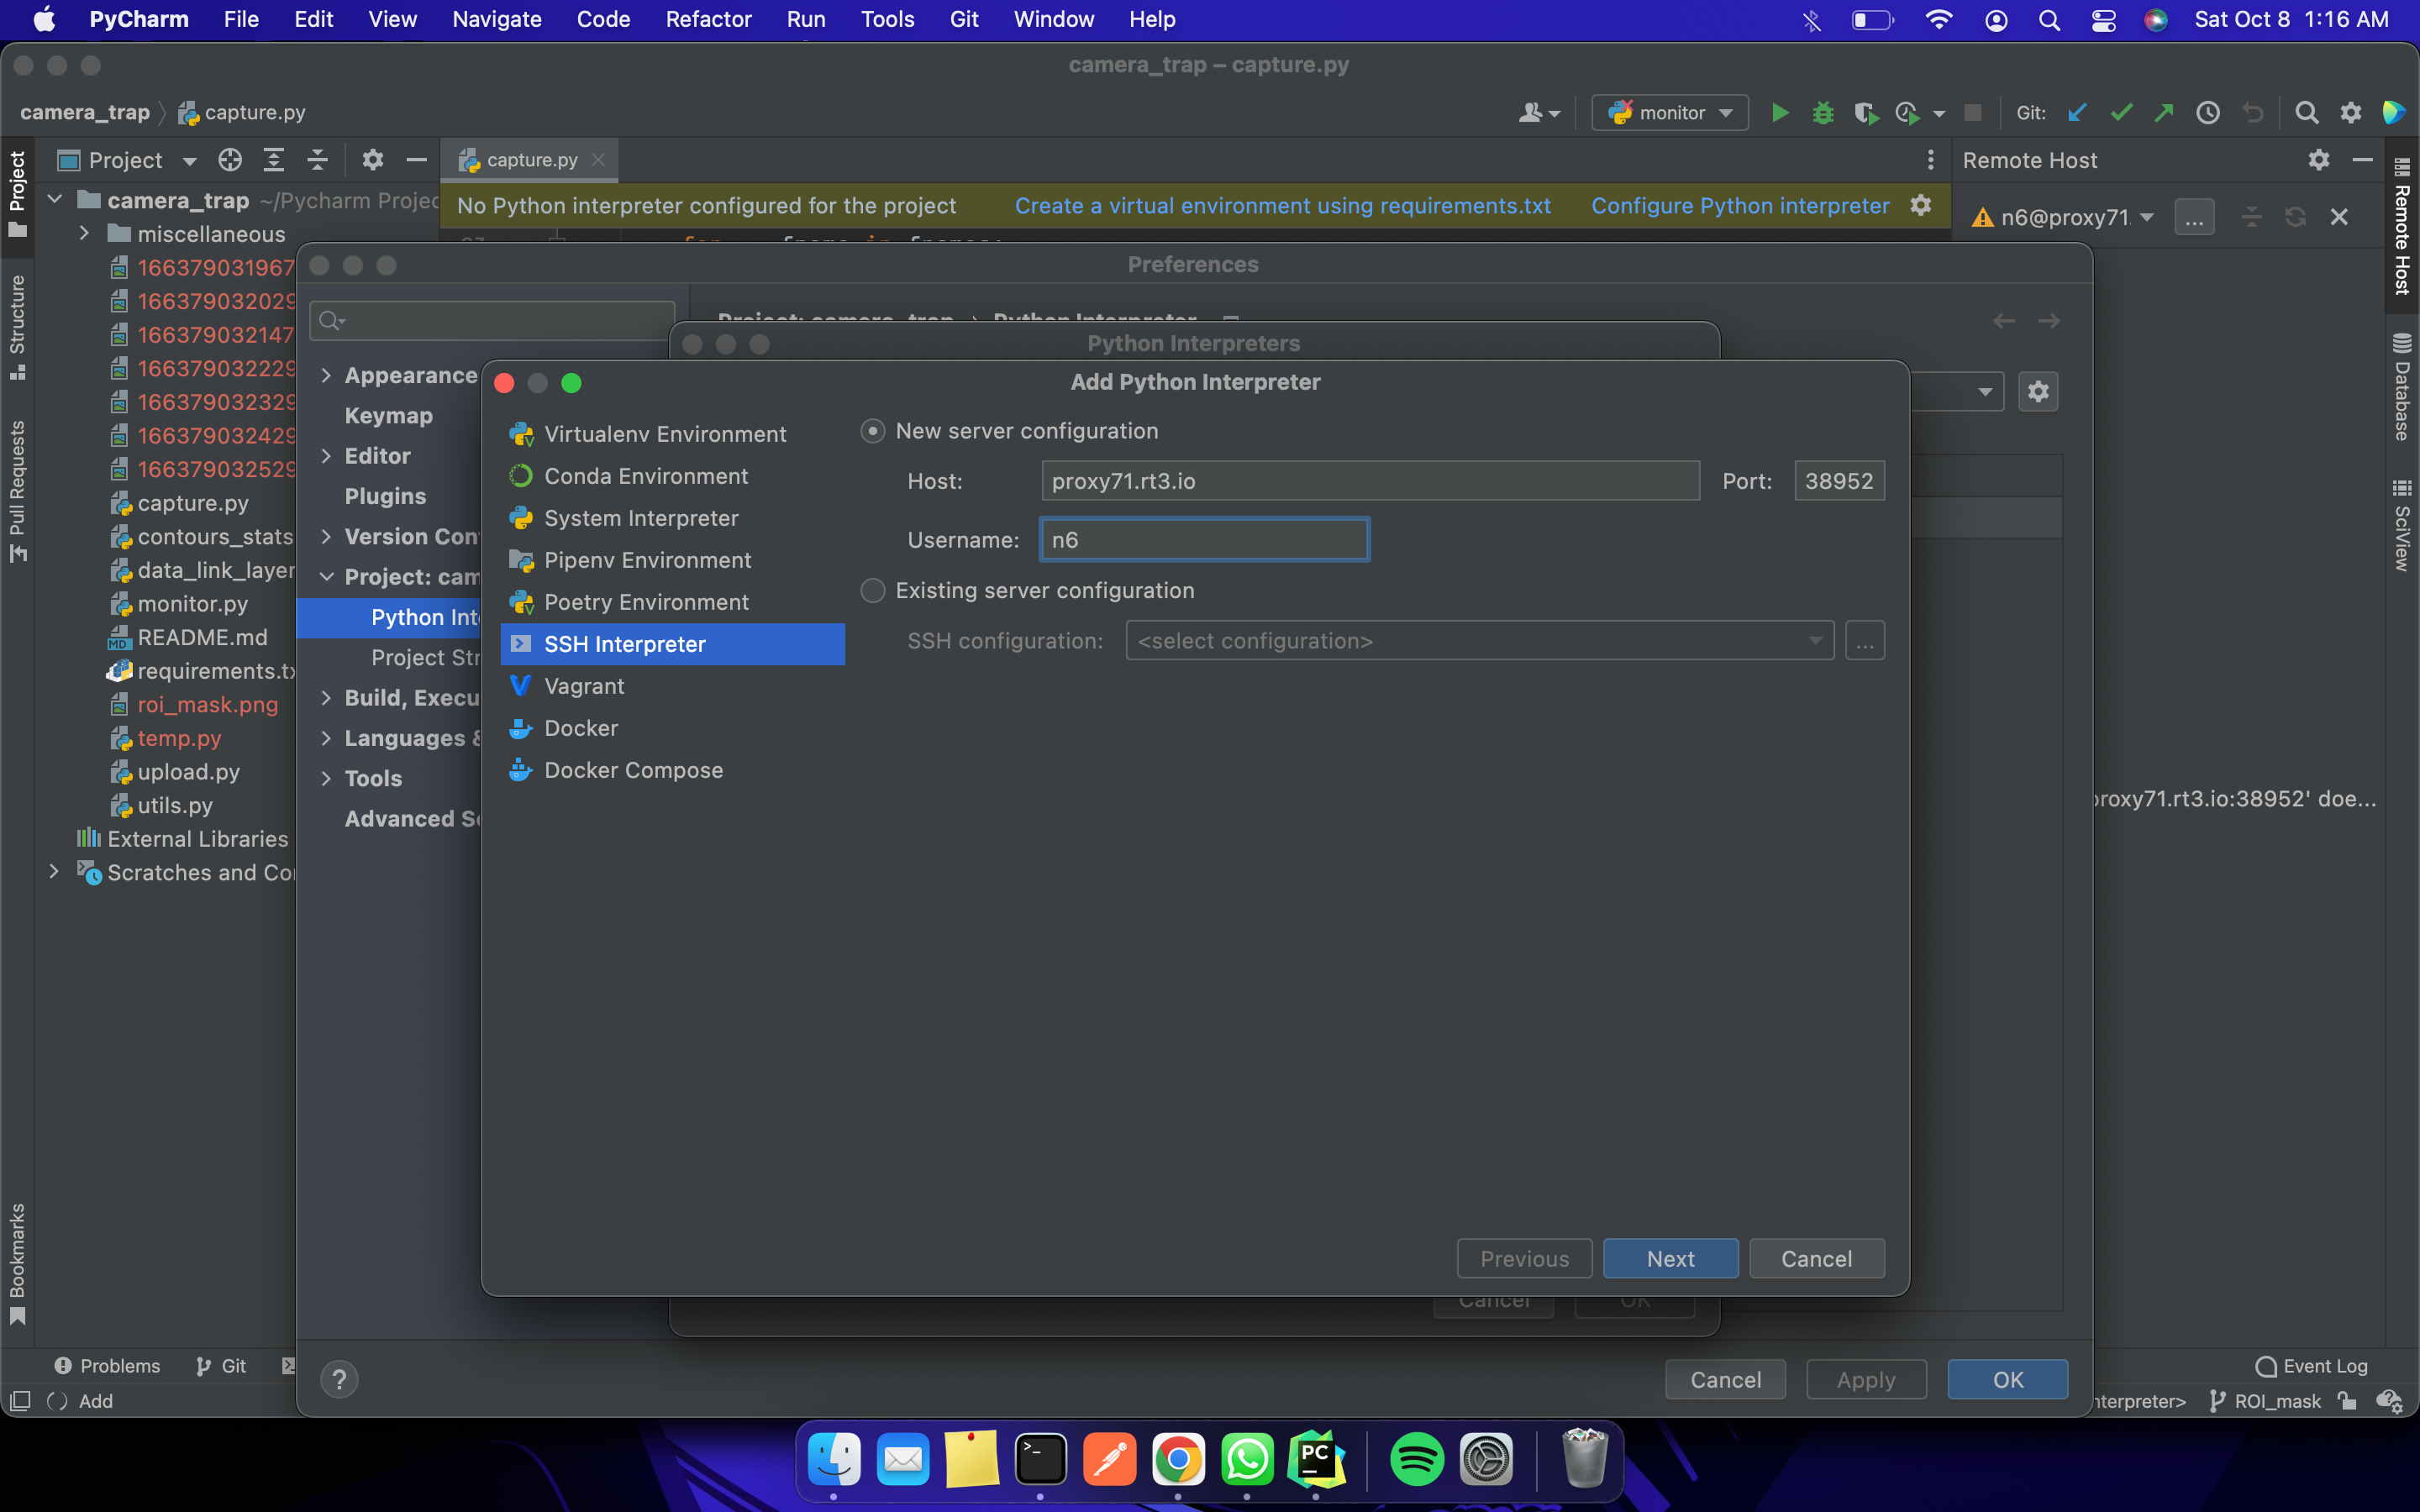 PyCharm File Edit View Navigate Code Refactor Run Tools Git Window Help Sat Oct 8 1:16 AM
camera_trap – capture.py
camera_trap capture.py monitor Git:
Project capture.py Remote Host
camera_trap ~/Pycharm Projec
No Python interpreter configured for the project Create a virtual environment using requirements.txt Configure Python interpreter
n6@proxy71. ...
miscellaneous
166379031967
166379032029
166379032147
166379032229
166379032329
166379032429
166379032529
capture.py
contours_stats
data_link_layer
monitor.py
README.md
requirements.tx
roi_mask.png
temp.py
upload.py
utils.py
External Libraries
Scratches and Co
Project
Structure
Pull Requests
Bookmarks
Remote Host
Database
SciView
Preferences
Project: camera_trap Python Interpreter
Appearance
Keymap
Editor
Plugins
Version Con
Project: cam
Python Int
Project Str
Build, Execu
Languages &
Tools
Advanced Se
Python Interpreters
Add Python Interpreter
Virtualenv Environment
Conda Environment
System Interpreter
Pipenv Environment
Poetry Environment
SSH Interpreter
Vagrant
Docker
Docker Compose
New server configuration
Host: proxy71.rt3.io Port: 38952
Username: n6
Existing server configuration
SSH configuration: <select configuration> ...
Previous Next Cancel
Cancel OK
roxy71.rt3.io:38952' doe...
? Cancel Apply OK
Problems Git Event Log
Add nterpreter> ROI_mask
PC